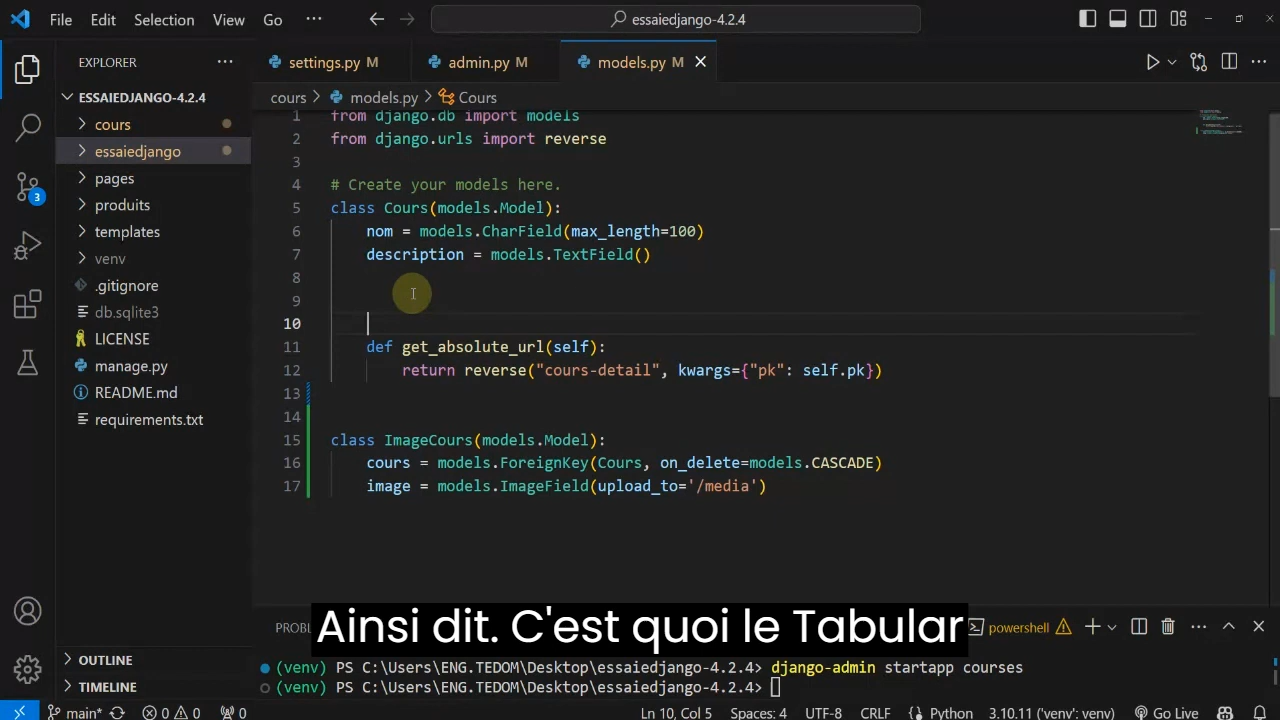 File Edit Selection View Go ··· essaiedjango-4.2.4
EXPLORER ···
settings.py M admin.py M models.py M
ESSAIEDJANGO-4.2.4
cours > models.py > Cours
cours
essaiedjango
pages
produits
templates
venv
.gitignore
db.sqlite3
LICENSE
manage.py
README.md
requirements.txt
OUTLINE
TIMELINE
1 from django.db import models
2 from django.urls import reverse
3
4 # Create your models here.
5 class Cours(models.Model):
6 nom = models.CharField(max_length=100)
7 description = models.TextField()
8
9
10
11 def get_absolute_url(self):
12 return reverse("cours-detail", kwargs={"pk": self.pk})
13
14
15 class ImageCours(models.Model):
16 cours = models.ForeignKey(Cours, on_delete=models.CASCADE)
17 image = models.ImageField(upload_to='/media')
3
Ainsi dit. C'est quoi le Tabular
PROBL powershell
(venv) PS C:\Users\ENG.TEDOM\Desktop\essaiedjango-4.2.4> django-admin startapp courses
(venv) PS C:\Users\ENG.TEDOM\Desktop\essaiedjango-4.2.4>
main* 0 0 0 Ln 10, Col 5 Spaces: 4 UTF-8 CRLF Python 3.10.11 ('venv': venv) Go Live